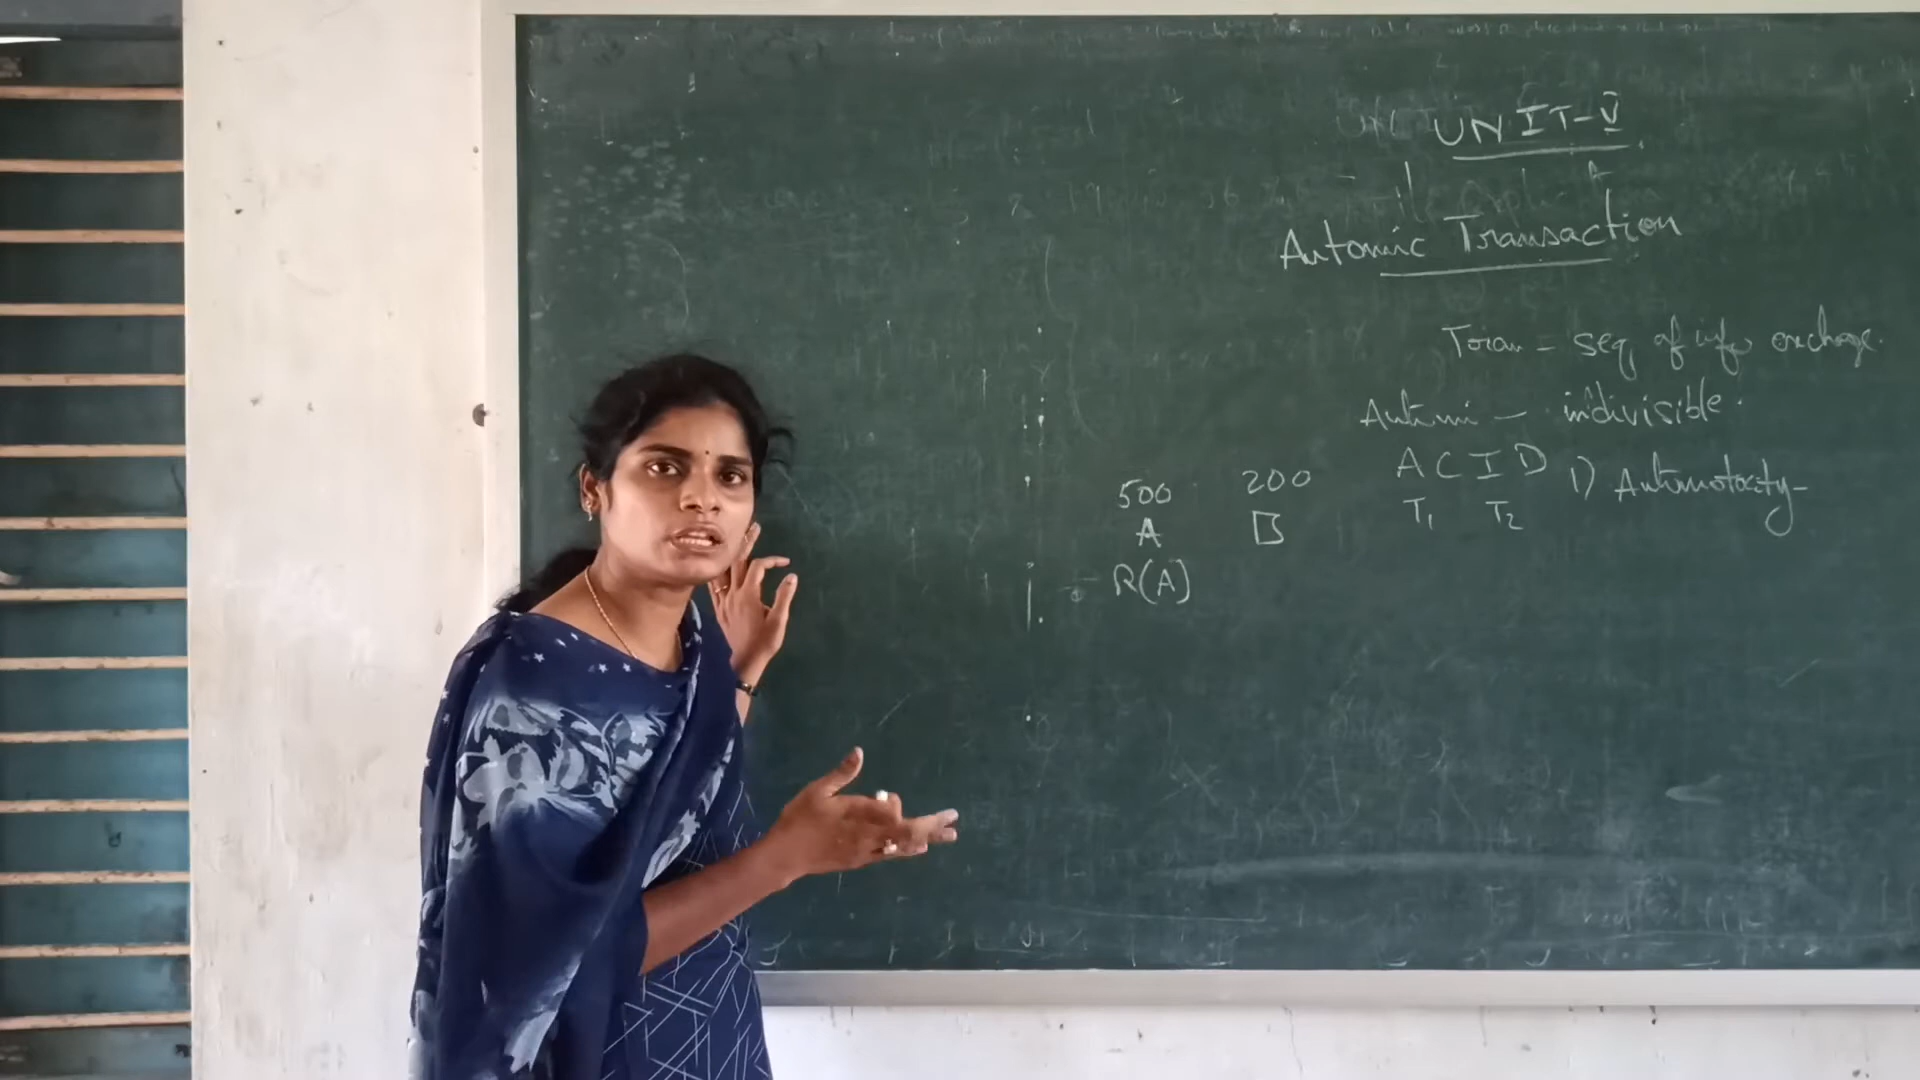 UNIT-V
Automic Transaction
Tran = seq of info exchange.
Automi - indivisible.
A C I D 1) Automotocity-
T1 T2
500 200
A B
R(A)